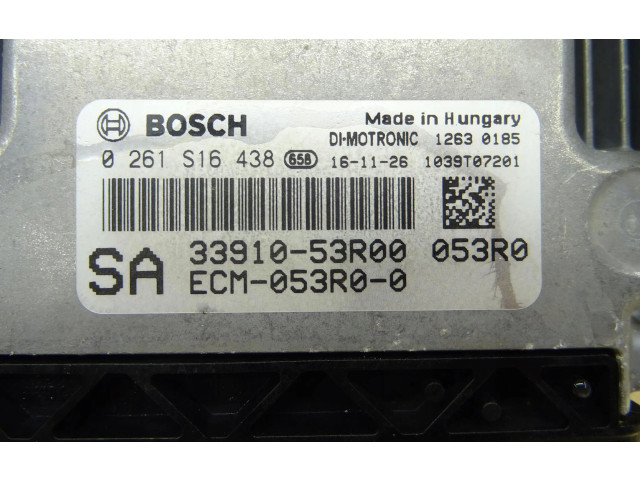 BOSCH Made in Hungary
DI-MOTRONIC 1263 0185
0 261 S16 438 65B 16-11-26 1039T07201
SA 33910-53R00 053R0
ECM-053R0-0